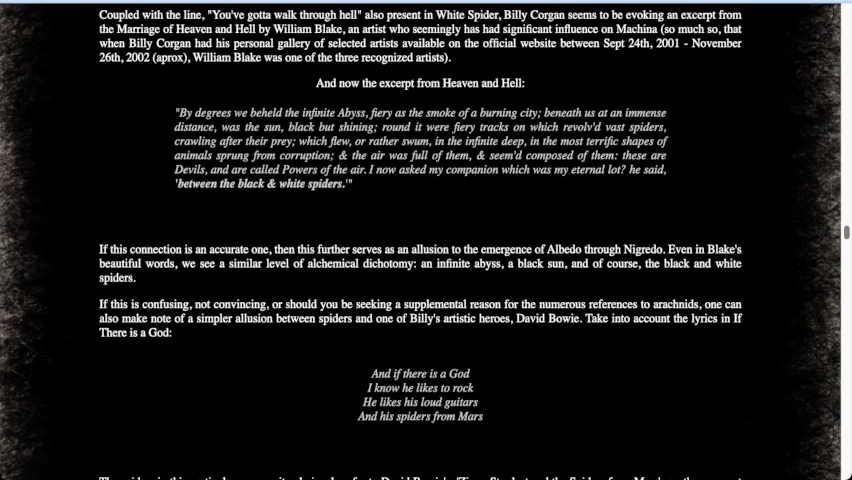 Coupled with the line, "You've gotta walk through hell" also present in White Spider, Billy Corgan seems to be evoking an excerpt from
the Marriage of Heaven and Hell by William Blake, an artist who seemingly has had significant influence on Machina (so much so, that
when Billy Corgan had his personal gallery of selected artists available on the official website between Sept 24th, 2001 - November
26th, 2002 (aprox), William Blake was one of the three recognized artists).
And now the excerpt from Heaven and Hell:
"By degrees we beheld the infinite Abyss, fiery as the smoke of a burning city; beneath us at an immense
distance, was the sun, black but shining; round it were fiery tracks on which revolv'd vast spiders,
crawling after their prey; which flew, or rather swum, in the infinite deep, in the most terrific shapes of
animals sprung from corruption; & the air was full of them, & seem'd composed of them: these are
Devils, and are called Powers of the air. I now asked my companion which was my eternal lot? he said,
'between the black & white spiders.'"
If this connection is an accurate one, then this further serves as an allusion to the emergence of Albedo through Nigredo. Even in Blake's
beautiful words, we see a similar level of alchemical dichotomy: an infinite abyss, a black sun, and of course, the black and white
spiders.
If this is confusing, not convincing, or should you be seeking a supplemental reason for the numerous references to arachnids, one can
also make note of a simpler allusion between spiders and one of Billy's artistic heroes, David Bowie. Take into account the lyrics in If
There is a God:
And if there is a God
I know he likes to rock
He likes his loud guitars
And his spiders from Mars